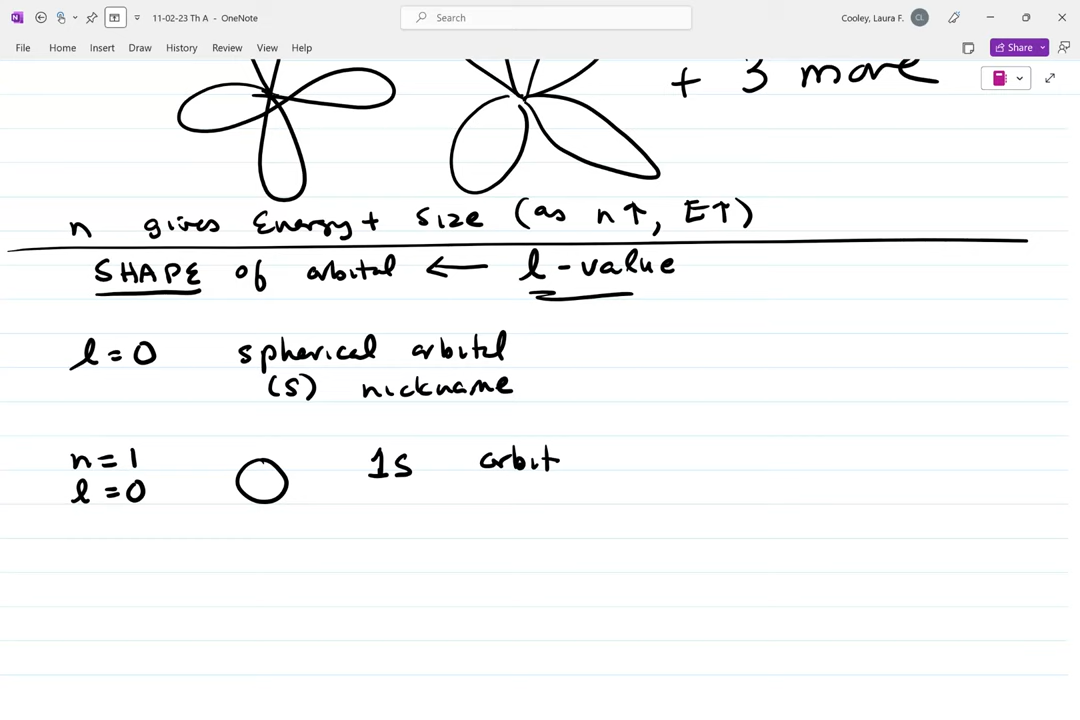 11-02-23 Th A - OneNote
Search
Cooley, Laura F.
CL
File Home Insert Draw History Review View Help
Share
+ 3 more
n gives Energy + size (as n↑, E↑)
SHAPE of orbital ← l-value
l = 0 spherical orbital
(s) nickname
n = 1
l = 0
1s orbit